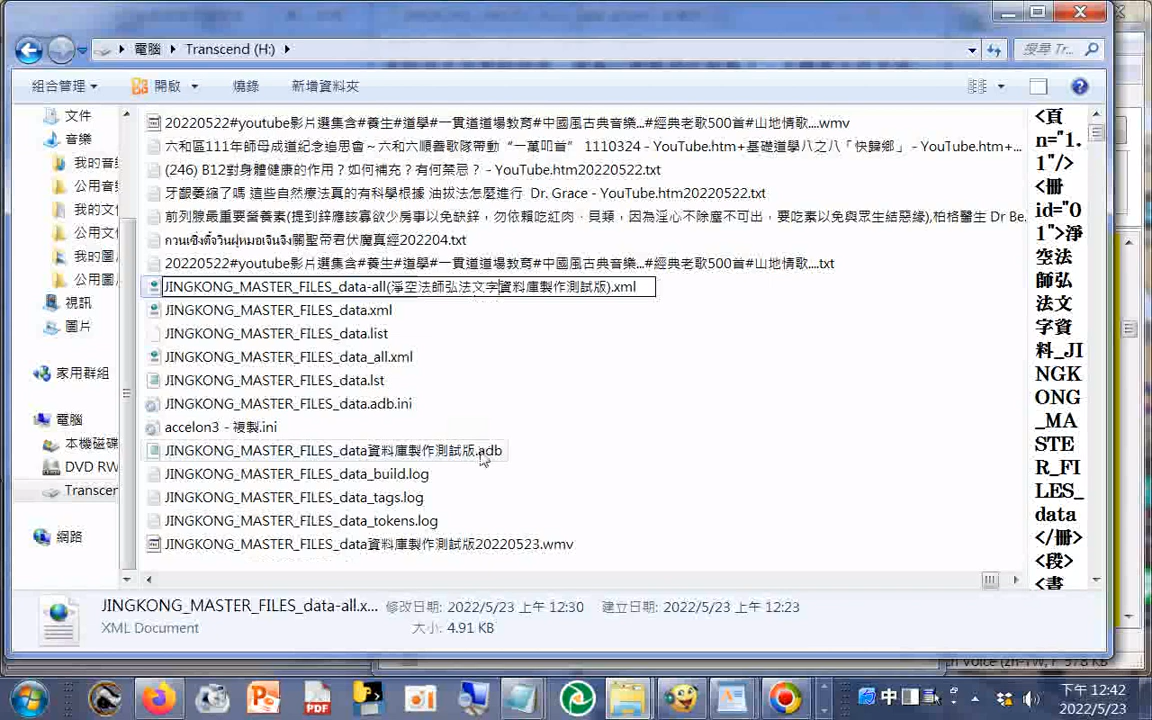 電腦 ▸ Transcend (H:) ▸
搜尋 Tr...
組合管理 ▾
開啟 ▾
燒錄
新增資料夾
文件
音樂
我的音
公用音
我的文
公用文
我的圖
公用圖
視訊
圖片
家用群組
電腦
本機磁碟
DVD RW
Transcen
網路
20220522#youtube影片選集含#養生#道學#一貫道道場教育#中國風古典音樂...#經典老歌500首#山地情歌....wmv
六和區111年師母成道紀念追思會~六和六順善歌隊帶動 “一萬叩首” 1110324 - YouTube.htm+基礎道學八之八「快歸鄉」 - YouTube.htm+...
(246) B12對身體健康的作用？如何補充？有何禁忌？ - YouTube.htm20220522.txt
牙齦萎縮了嗎 這些自然療法真的有科學根據 油拔法怎麼進行 Dr. Grace - YouTube.htm20220522.txt
前列腺最重要營養素(提到鋅應該寡欲少房事以免缺鋅，勿依賴吃紅肉、貝類，因為淫心不除塵不可出，要吃素以免與眾生結惡緣),柏格醫生 Dr Be...
關聖帝君伏魔真經202204.txt
20220522#youtube影片選集含#養生#道學#一貫道道場教育#中國風古典音樂...#經典老歌500首#山地情歌....txt
JINGKONG_MASTER_FILES_data-all(淨空法師弘法文字資料庫製作測試版).xml
JINGKONG_MASTER_FILES_data.xml
JINGKONG_MASTER_FILES_data.list
JINGKONG_MASTER_FILES_data_all.xml
JINGKONG_MASTER_FILES_data.lst
JINGKONG_MASTER_FILES_data.adb.ini
accelon3 - 複製.ini
JINGKONG_MASTER_FILES_data資料庫製作測試版.adb
JINGKONG_MASTER_FILES_data_build.log
JINGKONG_MASTER_FILES_data_tags.log
JINGKONG_MASTER_FILES_data_tokens.log
JINGKONG_MASTER_FILES_data資料庫製作測試版20220523.wmv
<頁
n="1.
1"/>
<冊
id="0
1">淨
空法
師弘
法文
字資
料_JI
NGK
ONG
_MA
STE
R_FI
LES_
data
</冊>
<段>
<書
JINGKONG_MASTER_FILES_data-all.x...
修改日期: 2022/5/23 上午 12:30
建立日期: 2022/5/23 上午 12:23
XML Document
大小: 4.91 KB
PDF
中
下午 12:42
2022/5/23